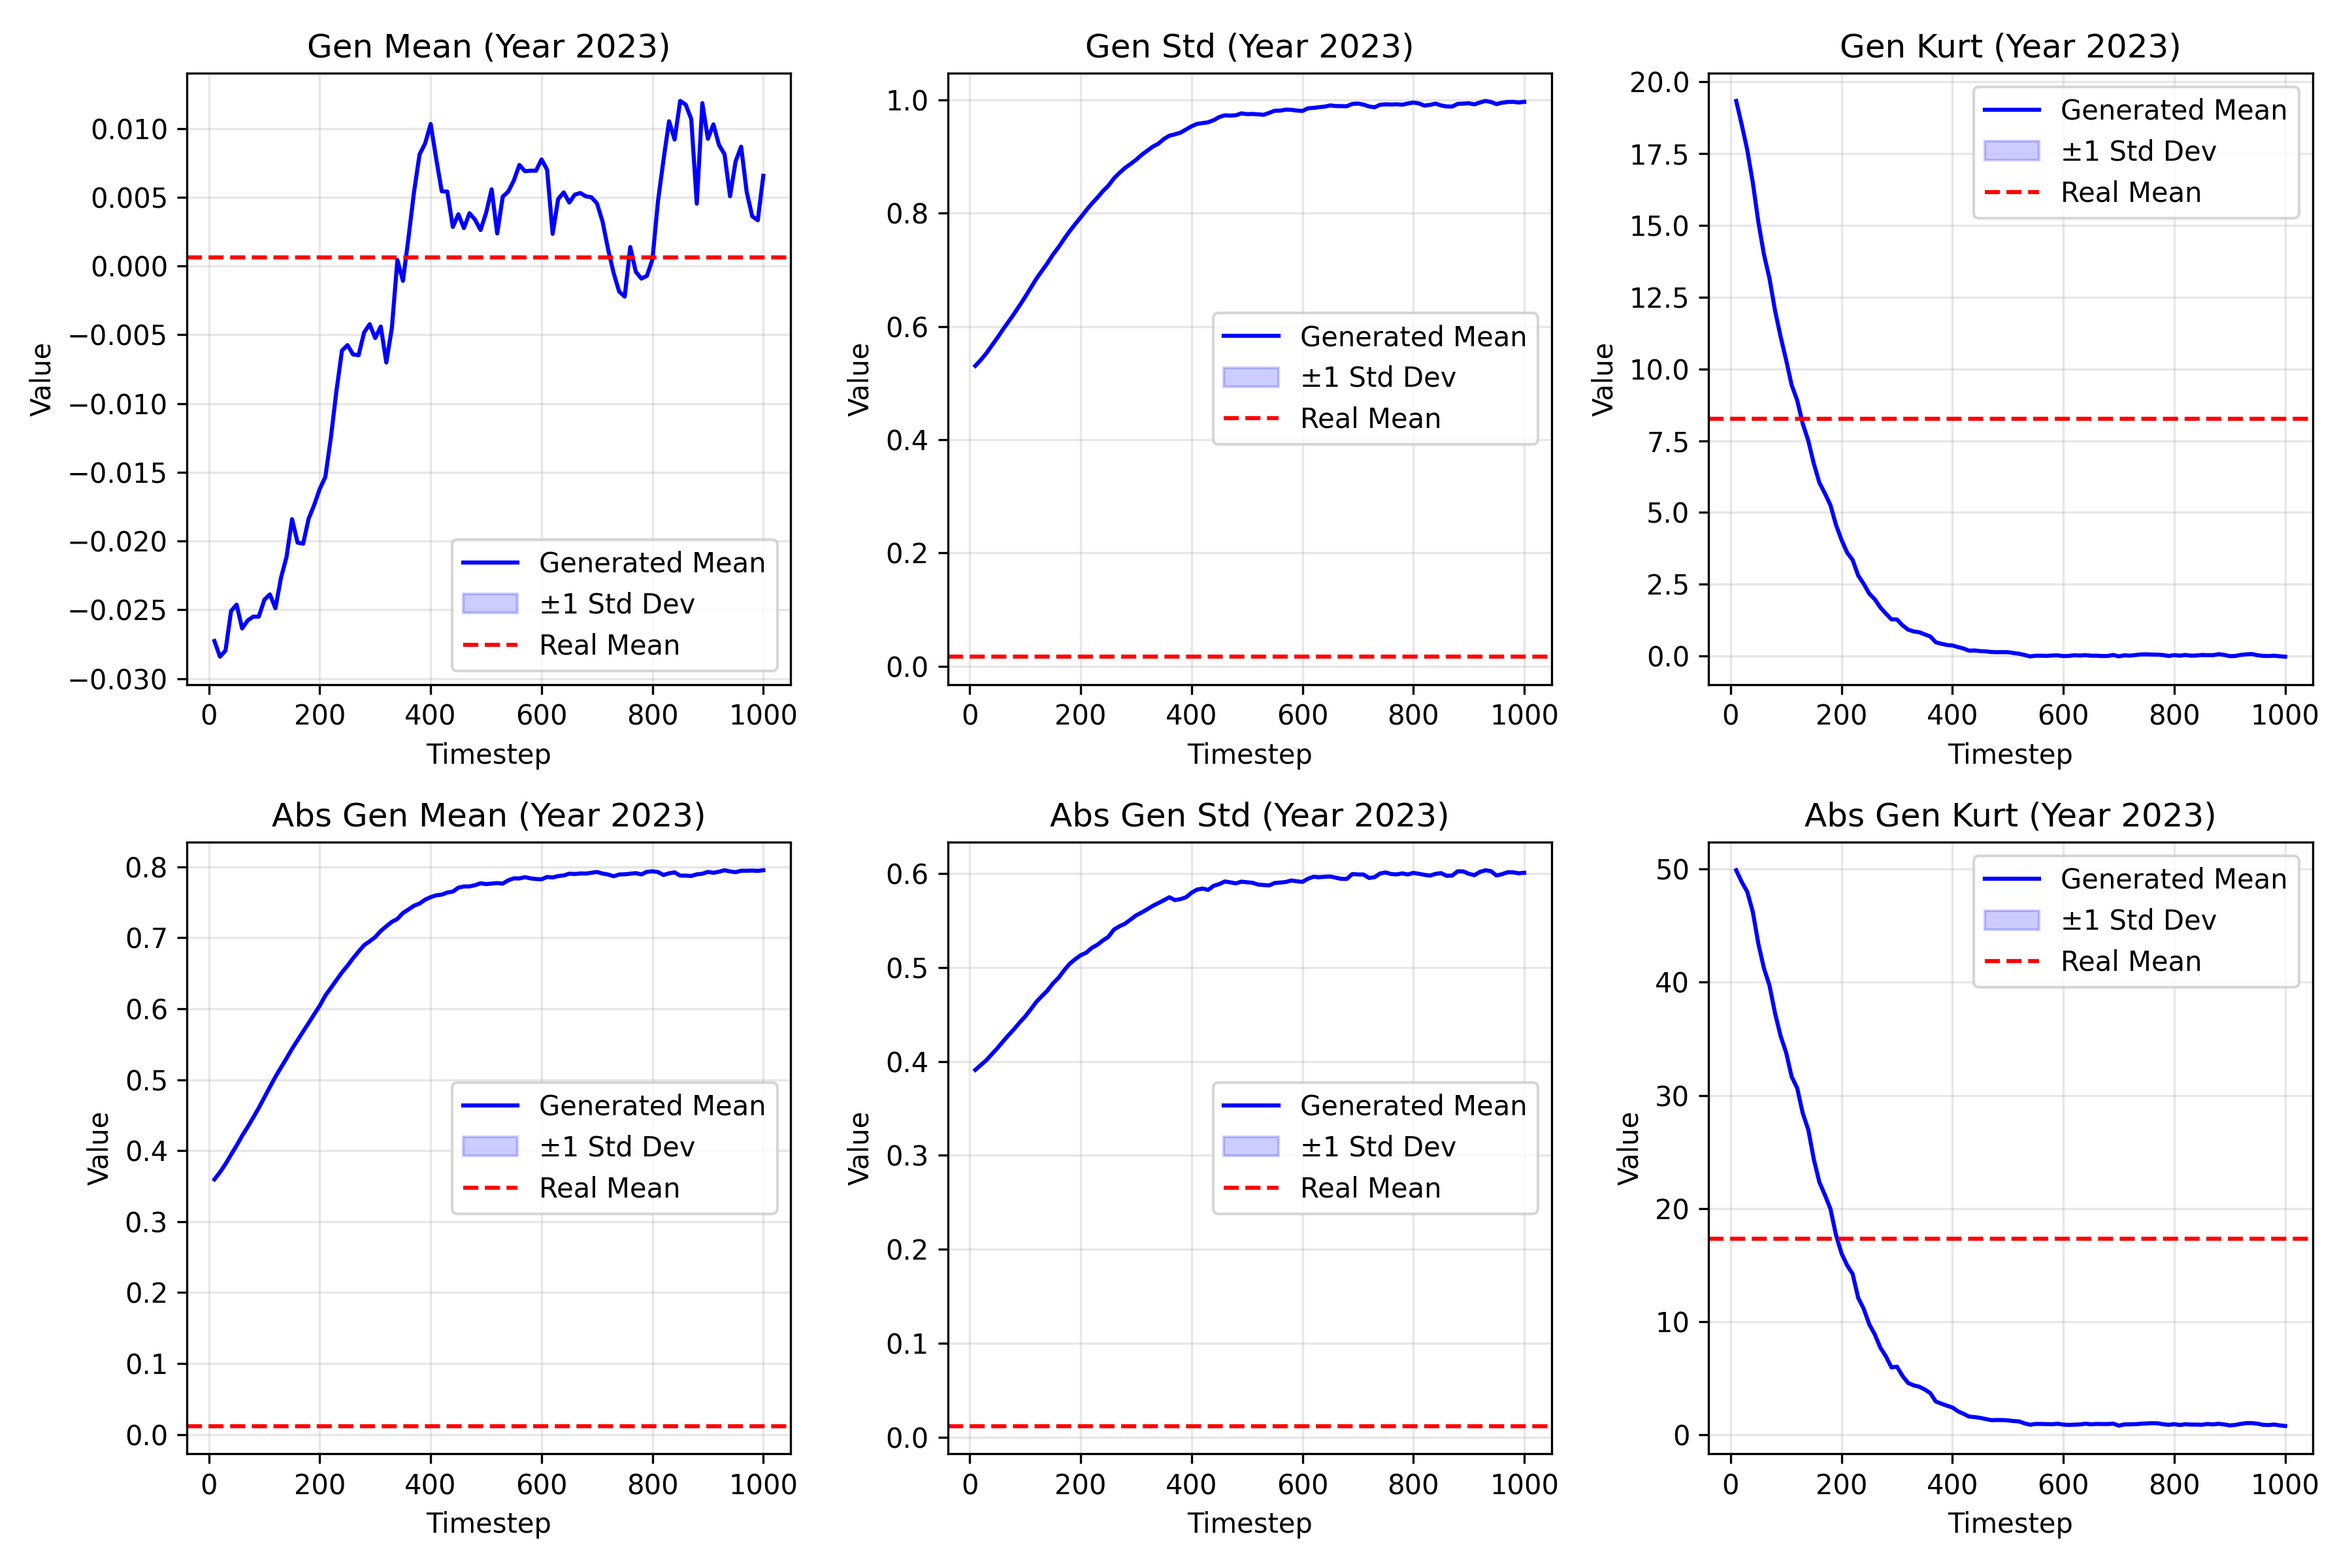 Gen Mean (Year 2023)
Value
0.010
0.005
0.000
−0.005
−0.010
−0.015
−0.020
−0.025
−0.030
Generated Mean
±1 Std Dev
Real Mean
0 200 400 600 800 1000
Timestep
Gen Std (Year 2023)
Value
1.0
0.8
0.6
0.4
0.2
0.0
Generated Mean
±1 Std Dev
Real Mean
0 200 400 600 800 1000
Timestep
Gen Kurt (Year 2023)
Value
20.0
17.5
15.0
12.5
10.0
7.5
5.0
2.5
0.0
Generated Mean
±1 Std Dev
Real Mean
0 200 400 600 800 1000
Timestep
Abs Gen Mean (Year 2023)
Value
0.8
0.7
0.6
0.5
0.4
0.3
0.2
0.1
0.0
Generated Mean
±1 Std Dev
Real Mean
0 200 400 600 800 1000
Timestep
Abs Gen Std (Year 2023)
Value
0.6
0.5
0.4
0.3
0.2
0.1
0.0
Generated Mean
±1 Std Dev
Real Mean
0 200 400 600 800 1000
Timestep
Abs Gen Kurt (Year 2023)
Value
50
40
30
20
10
0
Generated Mean
±1 Std Dev
Real Mean
0 200 400 600 800 1000
Timestep